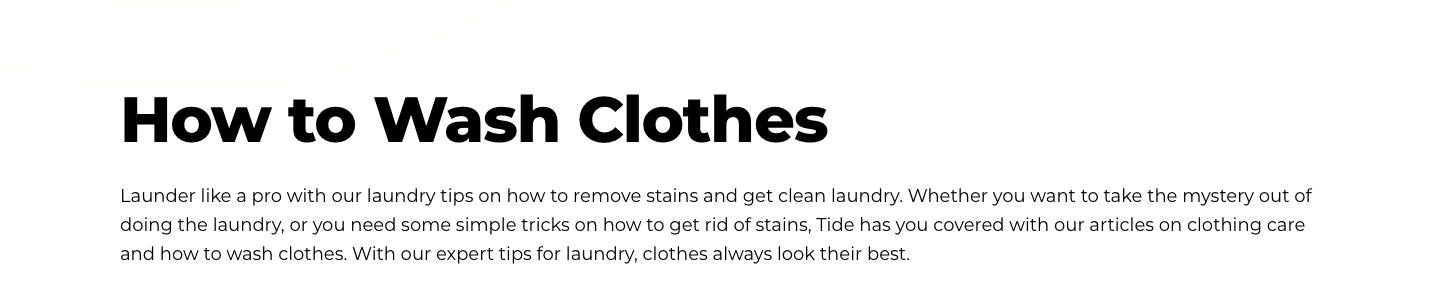 How to Wash Clothes
Launder like a pro with our laundry tips on how to remove stains and get clean laundry. Whether you want to take the mystery out of
doing the laundry, or you need some simple tricks on how to get rid of stains, Tide has you covered with our articles on clothing care
and how to wash clothes. With our expert tips for laundry, clothes always look their best.